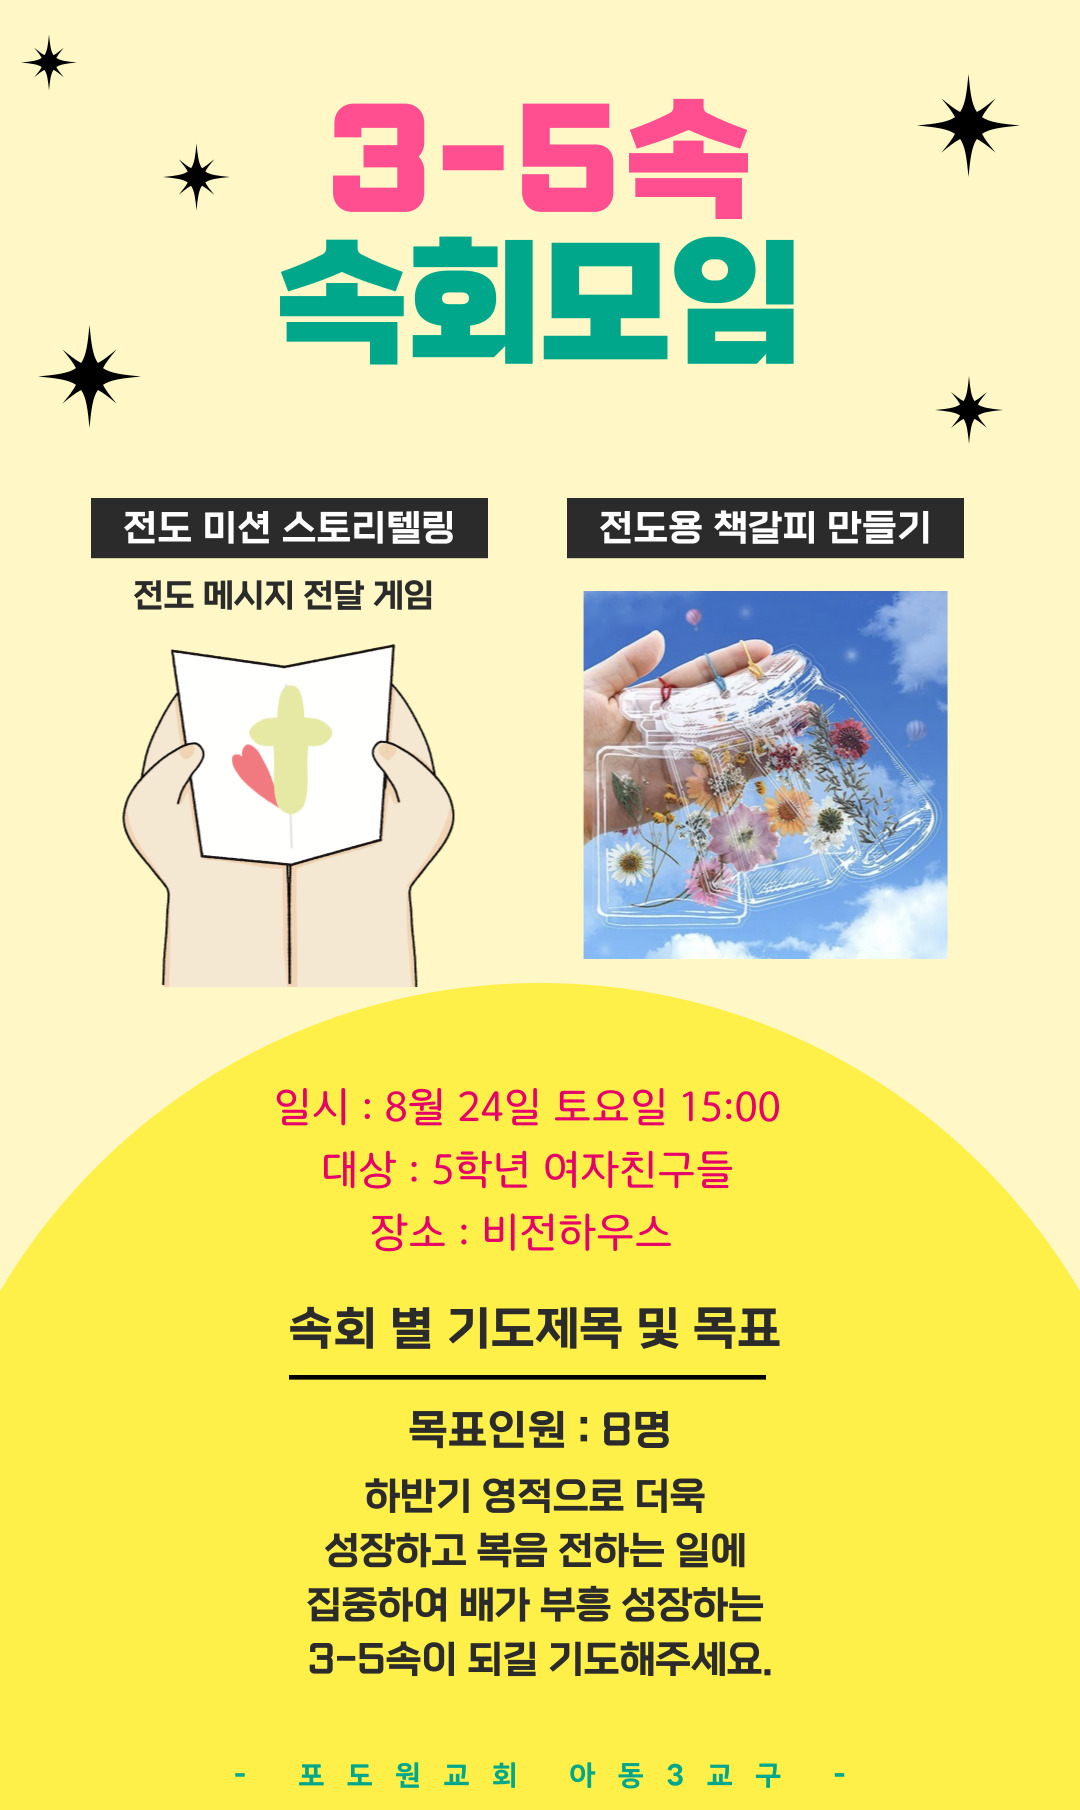 3-5속
속회모임
전도 미션 스토리텔링
전도 메시지 전달 게임
전도용 책갈피 만들기
일시 : 8월 24일 토요일 15:00
대상 : 5학년 여자친구들
장소 : 비전하우스
속회 별 기도제목 및 목표
목표인원 : 8명
하반기 영적으로 더욱
성장하고 복음 전하는 일에
집중하여 배가 부흥 성장하는
3-5속이 되길 기도해주세요.
- 포도원교회 아동3교구 -